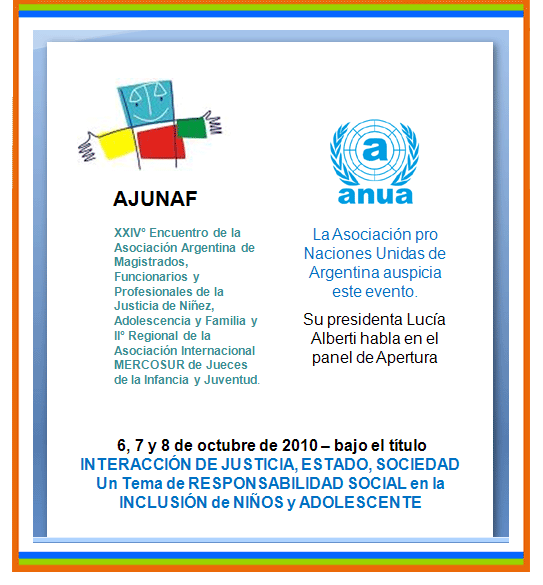 AJUNAF
XXIVº Encuentro de la
Asociación Argentina de
Magistrados,
Funcionarios y
Profesionales de la
Justicia de Niñez,
Adolescencia y Familia y
IIº Regional de la
Asociación Internacional
MERCOSUR de Jueces
de la Infancia y Juventud.
a
anua
La Asociación pro
Naciones Unidas de
Argentina auspicia
este evento.
Su presidenta Lucía
Alberti habla en el
panel de Apertura
6, 7 y 8 de octubre de 2010 – bajo el título
INTERACCIÓN DE JUSTICIA, ESTADO, SOCIEDAD
Un Tema de RESPONSABILIDAD SOCIAL en la
INCLUSIÓN de NIÑOS y ADOLESCENTE